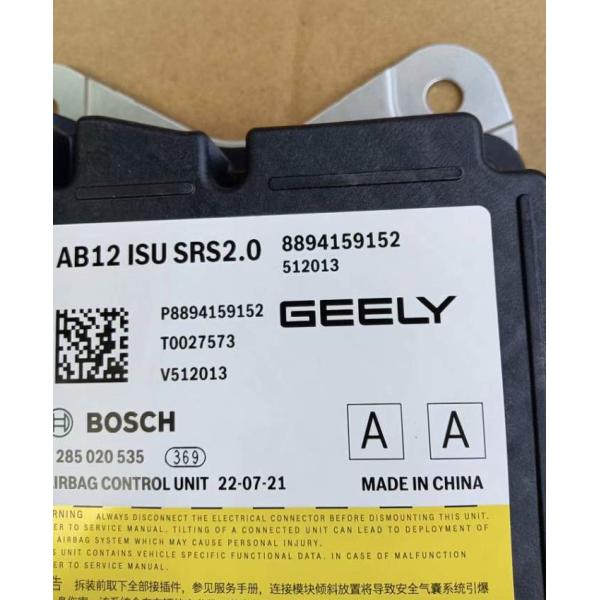 AB12 ISU SRS2.0 8894159152
512013
P8894159152 GEELY
T0027573
V512013
BOSCH A A
285 020 535 369
AIRBAG CONTROL UNIT 22-07-21 MADE IN CHINA
WARNING ALWAYS DISCONNECT THE ELECTRICAL CONNECTOR BEFORE DISMOUNTING THIS UNIT.
TO SERVICE MANUAL. TILTING OF A CONNECTED UNIT CAN LEAD TO DEPLOYMENT OF
AIRBAG SYSTEM WHICH MAY CAUSE PERSONAL INJURY.
UNIT CONTAINS VEHICLE SPECIFIC FUNCTIONAL DATA. IN CASE OF MALFUNCTION
TO SERVICE MANUAL.
告 拆装前取下全部接插件，参见服务手册，连接模块倾斜放置将导致安全气囊系统引爆